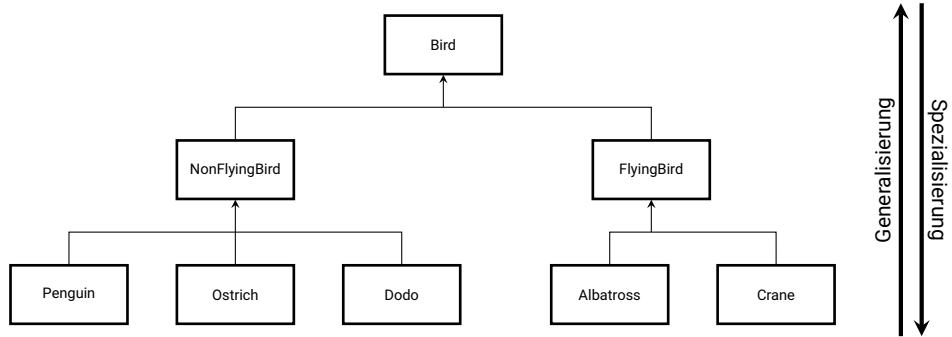 Bird
NonFlyingBird
FlyingBird
Penguin
Ostrich
Dodo
Albatross
Crane
Generalisierung
Spezialisierung